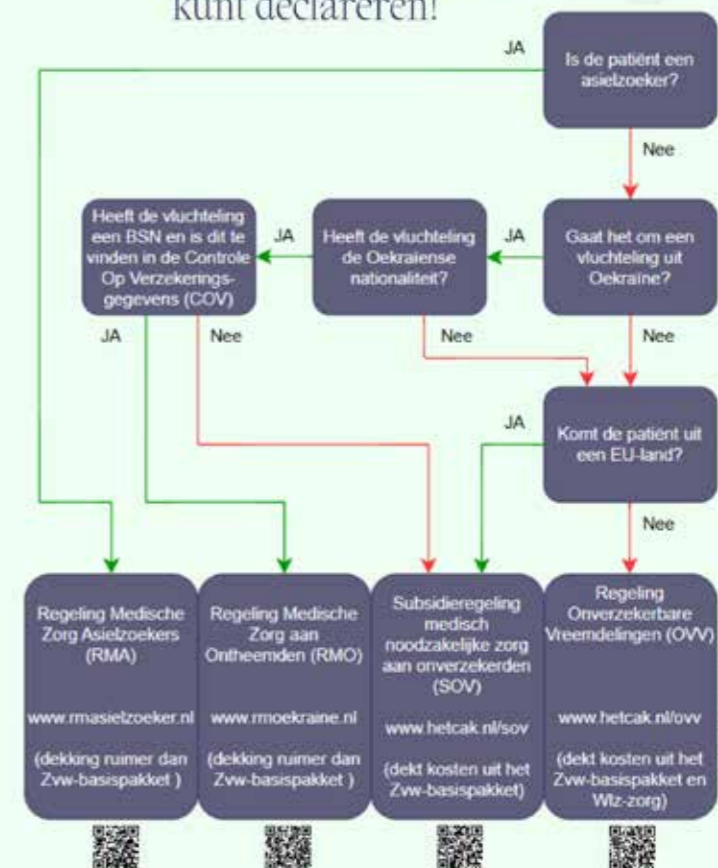 kunt declareren!
JA
Is de patiënt een
asielzoeker?
Nee
Heeft de vluchteling
een BSN en is dit te
vinden in de Controle
Op Verzekerings-
gegevens (COV)
JA
Heeft de vluchteling
de Oekraïense
nationaliteit?
JA
Gaat het om een
vluchteling uit
Oekraïne?
JA
Nee
Nee
Nee
JA
Komt de patiënt uit
een EU-land?
Nee
Regeling Medische
Zorg Asielzoekers
(RMA)
www.rmasielzoeker.nl
(dekking ruimer dan
Zvw-basispakket )
Regeling Medische
Zorg aan
Ontheemden (RMO)
www.rmoekraine.nl
(dekking ruimer dan
Zvw-basispakket )
Subsidieregeling
medisch
noodzakelijke zorg
aan onverzekerden
(SOV)
www.hetcak.nl/sov
(dekt kosten uit het
Zvw-basispakket)
Regeling
Onverzekerbare
Vreemdelingen (OVV)
www.hetcak.nl/ovv
(dekt kosten uit het
Zvw-basispakket en
Wlz-zorg)